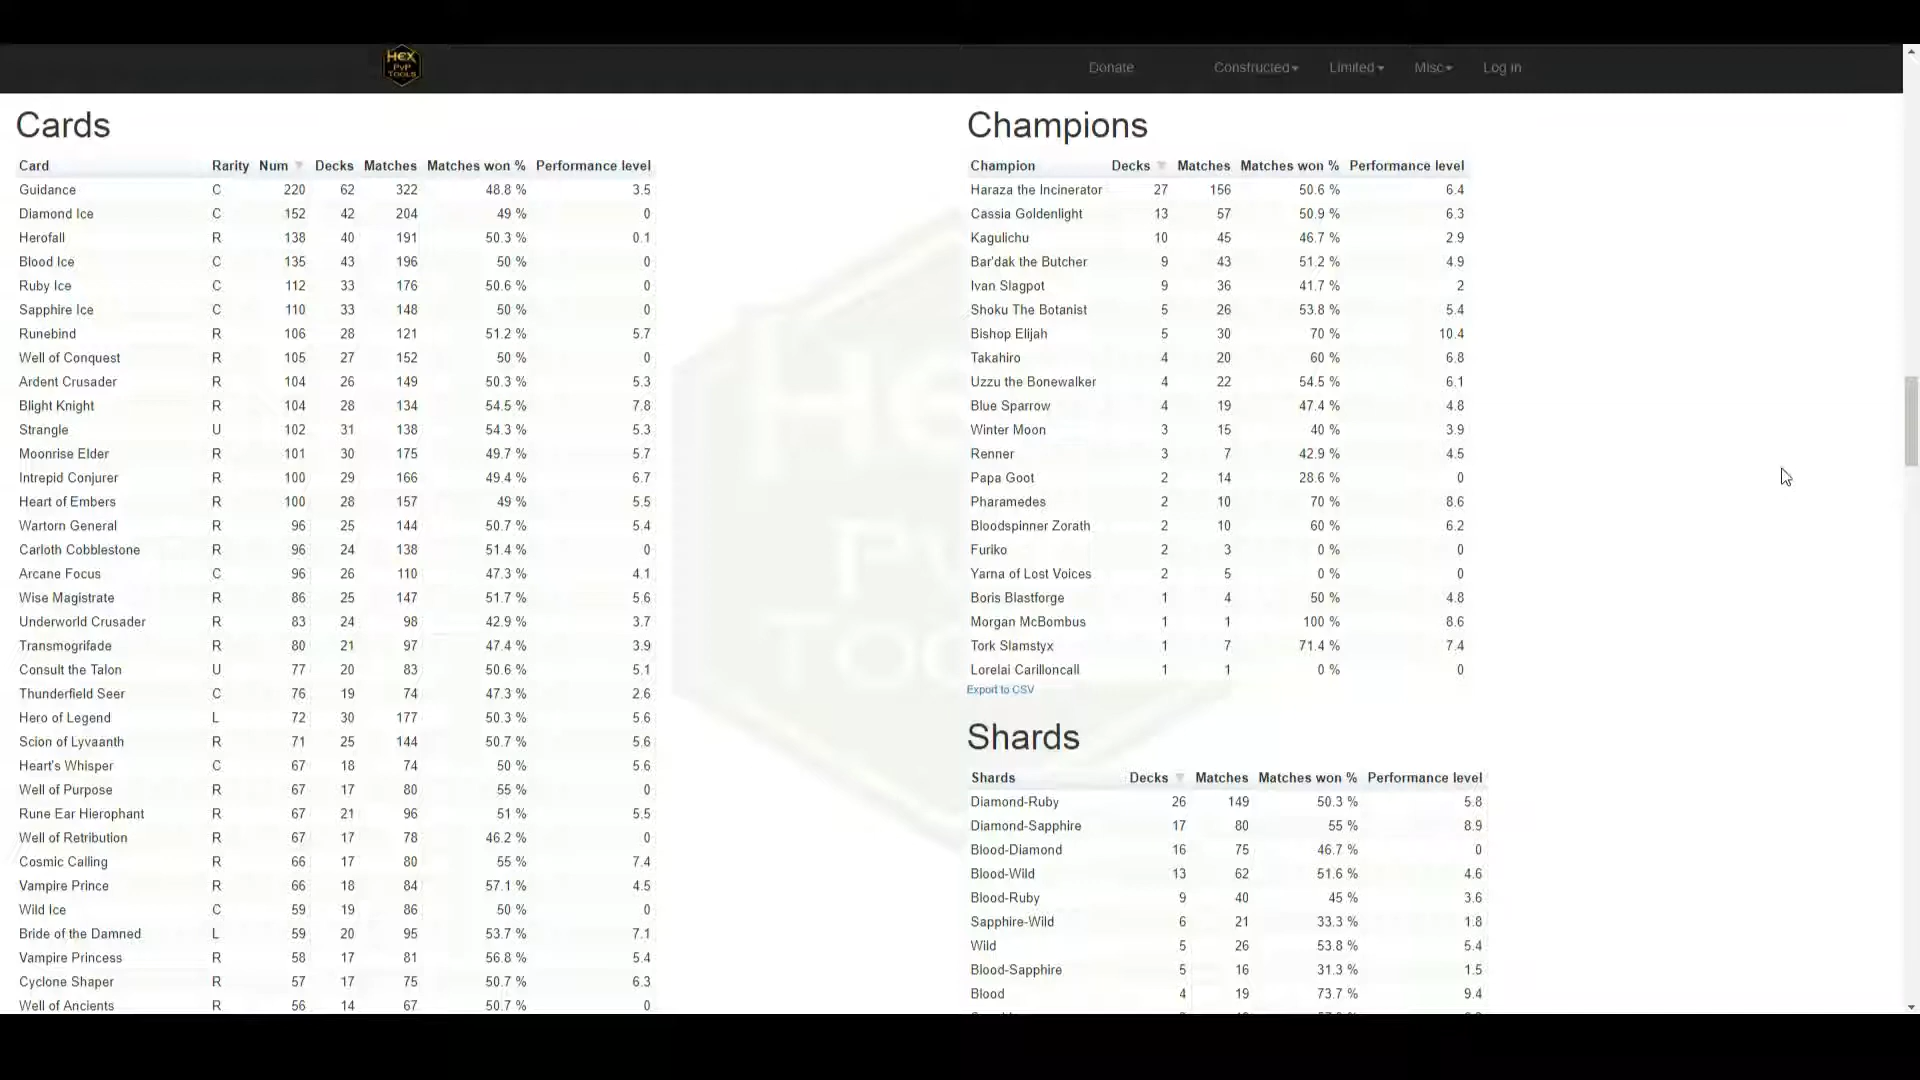 HEX
PVP
TOOLS
Donate Constructed Limited Misc Log in
Cards
Card Rarity Num Decks Matches Matches won % Performance level
Guidance C 220 62 322 48.8 % 3.5
Diamond Ice C 152 42 204 49 % 0
Herofall R 138 40 191 50.3 % 0.1
Blood Ice C 135 43 196 50 % 0
Ruby Ice C 112 33 176 50.6 % 0
Sapphire Ice C 110 33 148 50 % 0
Runebind R 106 28 121 51.2 % 5.7
Well of Conquest R 105 27 152 50 % 0
Ardent Crusader R 104 26 149 50.3 % 5.3
Blight Knight R 104 28 134 54.5 % 7.8
Strangle U 102 31 138 54.3 % 5.3
Moonrise Elder R 101 30 175 49.7 % 5.7
Intrepid Conjurer R 100 29 166 49.4 % 6.7
Heart of Embers R 100 28 157 49 % 5.5
Wartorn General R 96 25 144 50.7 % 5.4
Carloth Cobblestone R 96 24 138 51.4 % 0
Arcane Focus C 96 26 110 47.3 % 4.1
Wise Magistrate R 86 25 147 51.7 % 5.6
Underworld Crusader R 83 24 98 42.9 % 3.7
Transmogrifade R 80 21 97 47.4 % 3.9
Consult the Talon U 77 20 83 50.6 % 5.1
Thunderfield Seer C 76 19 74 47.3 % 2.6
Hero of Legend L 72 30 177 50.3 % 5.6
Scion of Lyvaanth R 71 25 144 50.7 % 5.6
Heart's Whisper C 67 18 74 50 % 5.6
Well of Purpose R 67 17 80 55 % 0
Rune Ear Hierophant R 67 21 96 51 % 5.5
Well of Retribution R 67 17 78 46.2 % 0
Cosmic Calling R 66 17 80 55 % 7.4
Vampire Prince R 66 18 84 57.1 % 4.5
Wild Ice C 59 19 86 50 % 0
Bride of the Damned L 59 20 95 53.7 % 7.1
Vampire Princess R 58 17 81 56.8 % 5.4
Cyclone Shaper R 57 17 75 50.7 % 6.3
Well of Ancients R 56 14 67 50.7 % 0
Champions
Champion Decks Matches Matches won % Performance level
Haraza the Incinerator 27 156 50.6 % 6.4
Cassia Goldenlight 13 57 50.9 % 6.3
Kagulichu 10 45 46.7 % 2.9
Bar'dak the Butcher 9 43 51.2 % 4.9
Ivan Slagpot 9 36 41.7 % 2
Shoku The Botanist 5 26 53.8 % 5.4
Bishop Elijah 5 30 70 % 10.4
Takahiro 4 20 60 % 6.8
Uzzu the Bonewalker 4 22 54.5 % 6.1
Blue Sparrow 4 19 47.4 % 4.8
Winter Moon 3 15 40 % 3.9
Renner 3 7 42.9 % 4.5
Papa Goot 2 14 28.6 % 0
Pharamedes 2 10 70 % 8.6
Bloodspinner Zorath 2 10 60 % 6.2
Furiko 2 3 0 % 0
Yarna of Lost Voices 2 5 0 % 0
Boris Blastforge 1 4 50 % 4.8
Morgan McBombus 1 1 100 % 8.6
Tork Slamstyx 1 7 71.4 % 7.4
Lorelai Carilloncall 1 1 0 % 0
Export to CSV
Shards
Shards Decks Matches Matches won % Performance level
Diamond-Ruby 26 149 50.3 % 5.8
Diamond-Sapphire 17 80 55 % 8.9
Blood-Diamond 16 75 46.7 % 0
Blood-Wild 13 62 51.6 % 4.6
Blood-Ruby 9 40 45 % 3.6
Sapphire-Wild 6 21 33.3 % 1.8
Wild 5 26 53.8 % 5.4
Blood-Sapphire 5 16 31.3 % 1.5
Blood 4 19 73.7 % 9.4